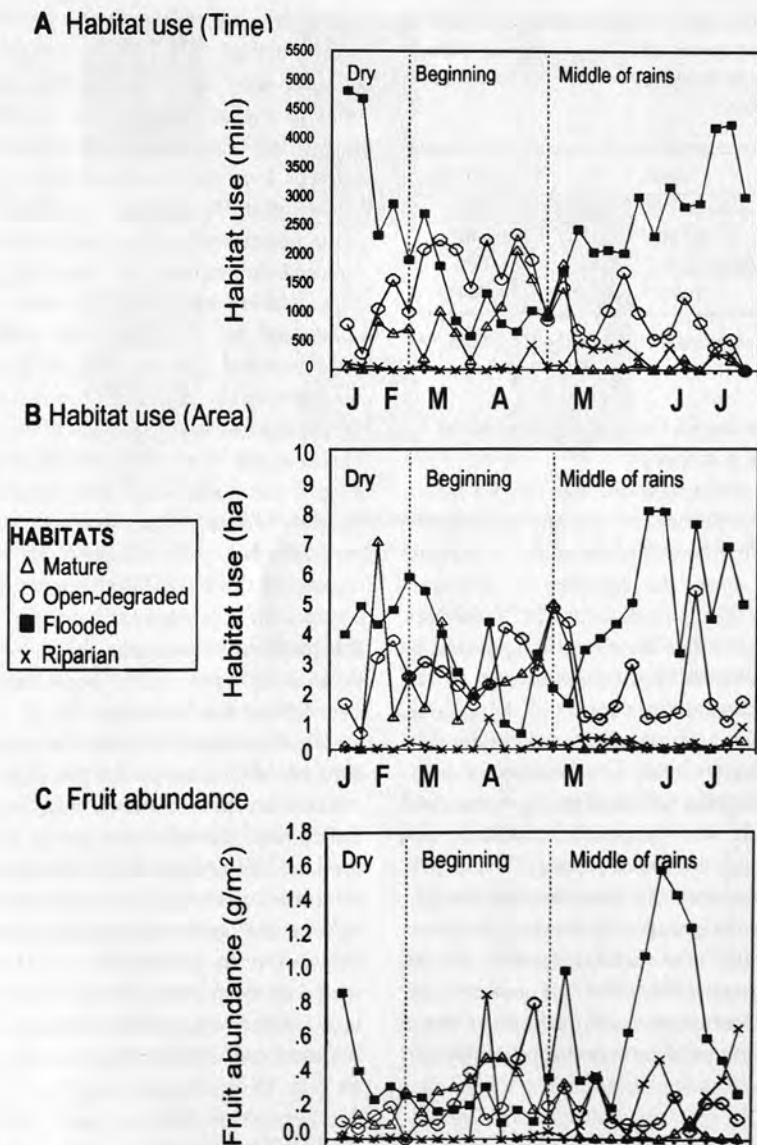 A Habitat use (Time)
Habitat use (min)
5500
5000
4500
4000
3500
3000
2500
2000
1500
1000
500
0
Dry Beginning Middle of rains
J F M A M J J
B Habitat use (Area)
Habitat use (ha)
10
9
8
7
6
5
4
3
2
1
0
Dry Beginning Middle of rains
J F M A M J J
HABITATS
Mature
Open-degraded
Flooded
Riparian
C Fruit abundance
Fruit abundance (g/m²)
1.8
1.6
1.4
1.2
1.0
.8
.6
.4
.2
0.0
Dry Beginning Middle of rains